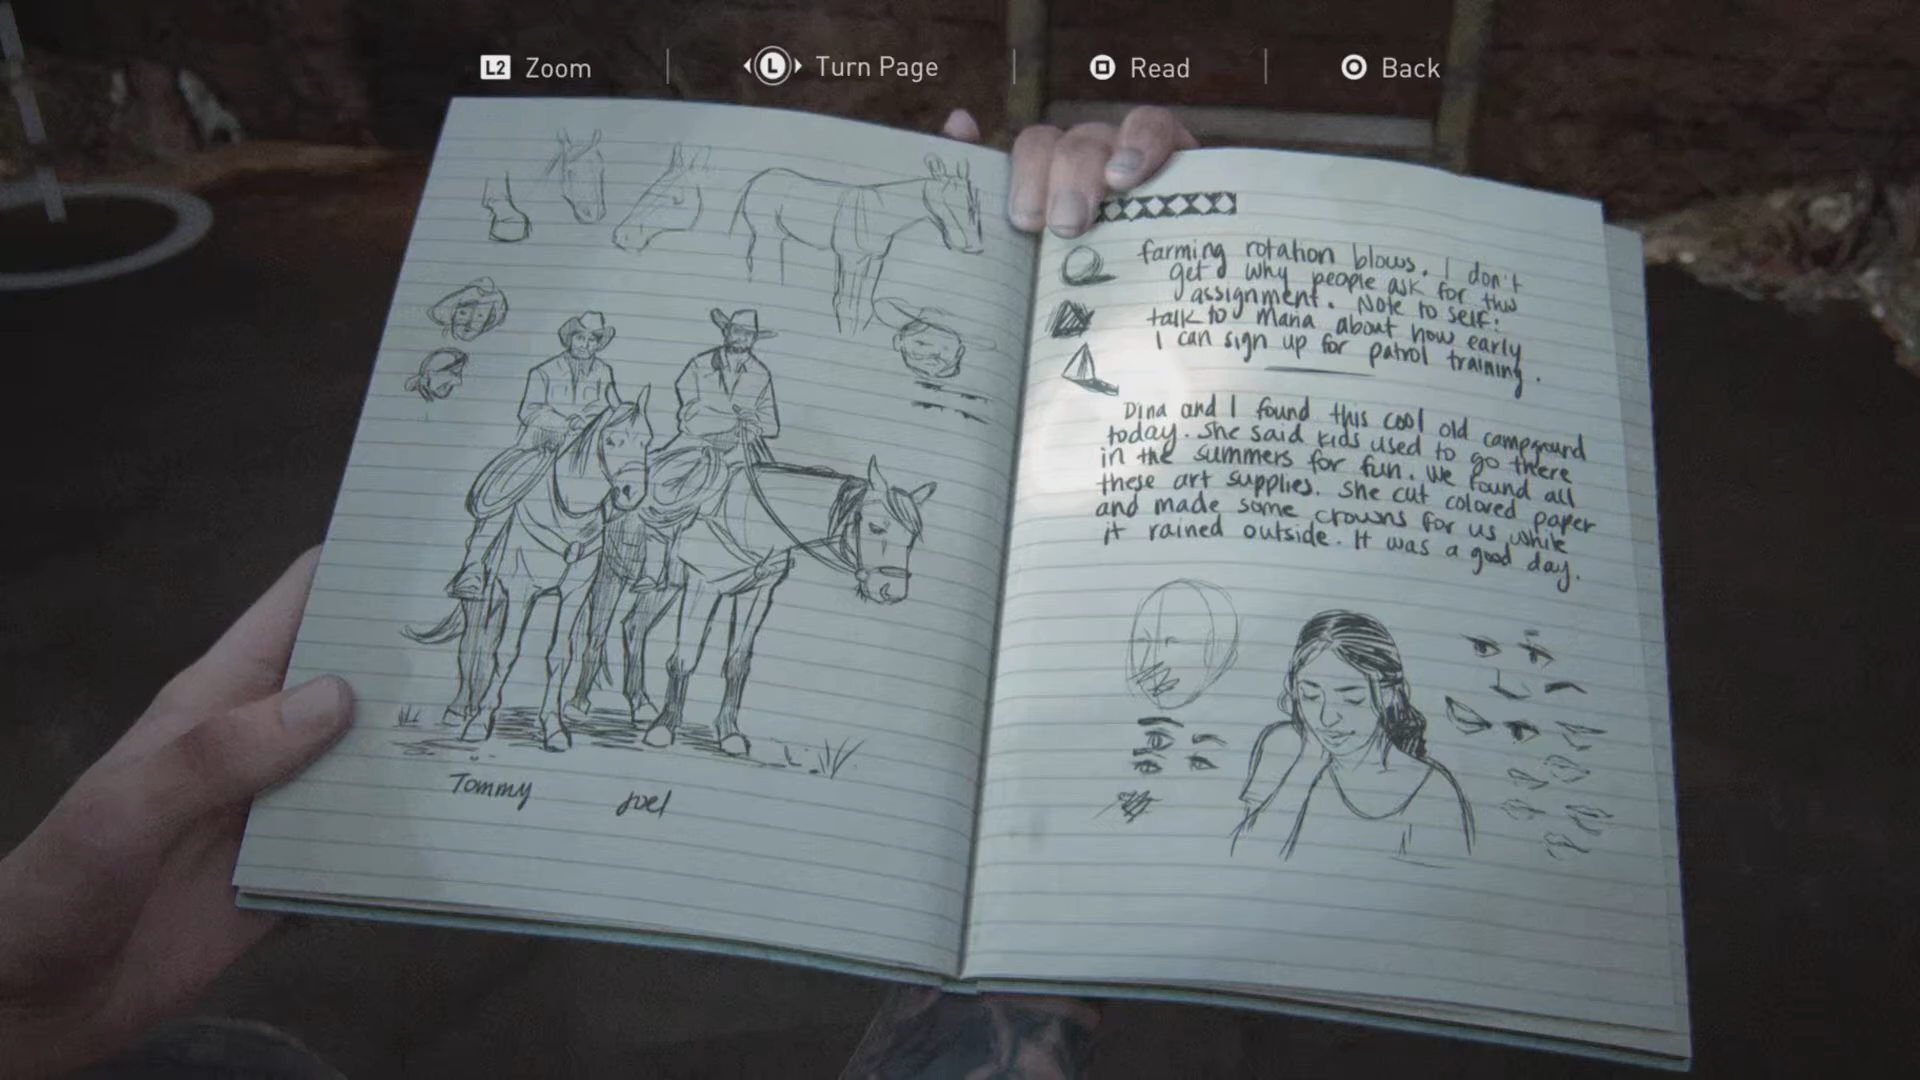 L2 Zoom
L Turn Page
Read
Back
Tommy
Joel
farming rotation blows. I don't
get why people ask for this
assignment. Note to self:
talk to Maria about how early
I can sign up for patrol training.
Dina and I found this cool old campground
today. She said kids used to go there
in the summers for fun. We found all
these art supplies. She cut colored paper
and made some crowns for us while
it rained outside. It was a good day.